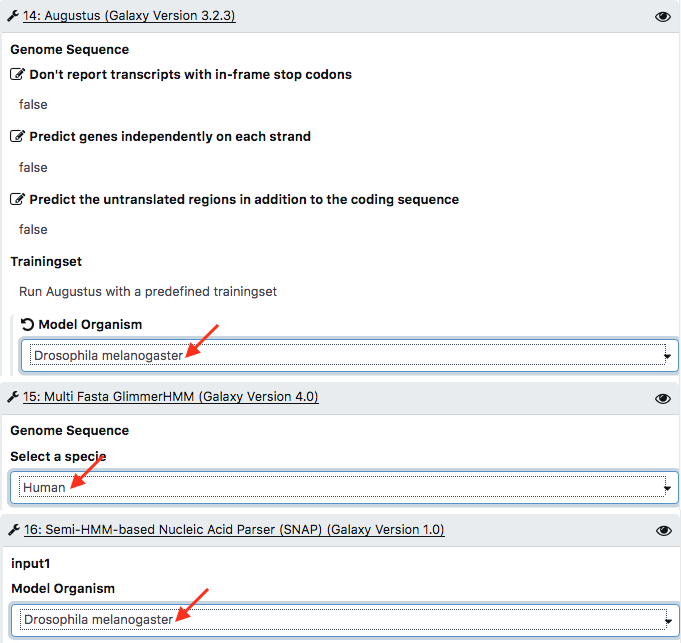 14: Augustus (Galaxy Version 3.2.3)
Genome Sequence
Don't report transcripts with in-frame stop codons
false
Predict genes independently on each strand
false
Predict the untranslated regions in addition to the coding sequence
false
Trainingset
Run Augustus with a predefined trainingset
Model Organism
Drosophila melanogaster
15: Multi Fasta GlimmerHMM (Galaxy Version 4.0)
Genome Sequence
Select a specie
Human
16: Semi-HMM-based Nucleic Acid Parser (SNAP) (Galaxy Version 1.0)
input1
Model Organism
Drosophila melanogaster